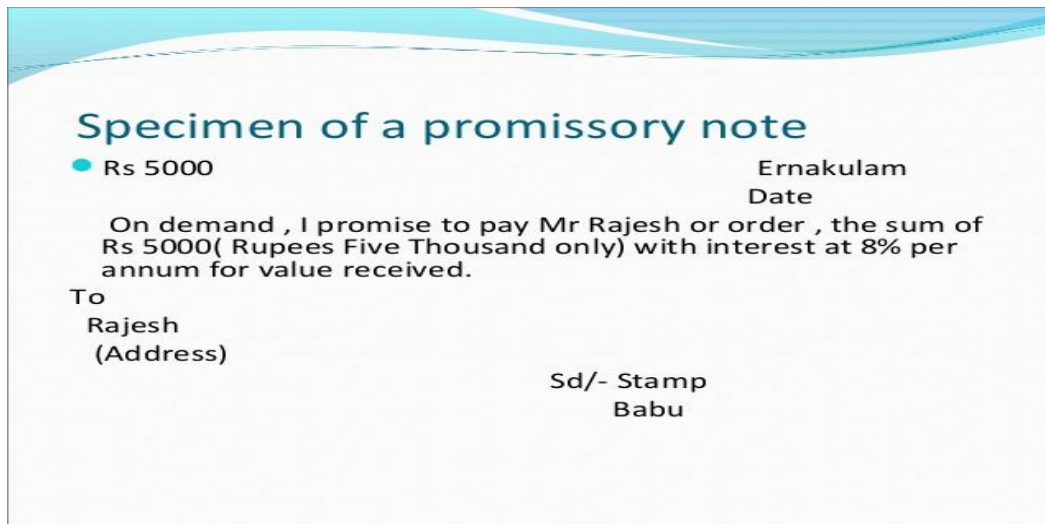 Specimen of a promissory note
Rs 5000 Ernakulam
Date
On demand , I promise to pay Mr Rajesh or order , the sum of
Rs 5000( Rupees Five Thousand only) with interest at 8% per
annum for value received.
To
Rajesh
(Address)
Sd/- Stamp
Babu